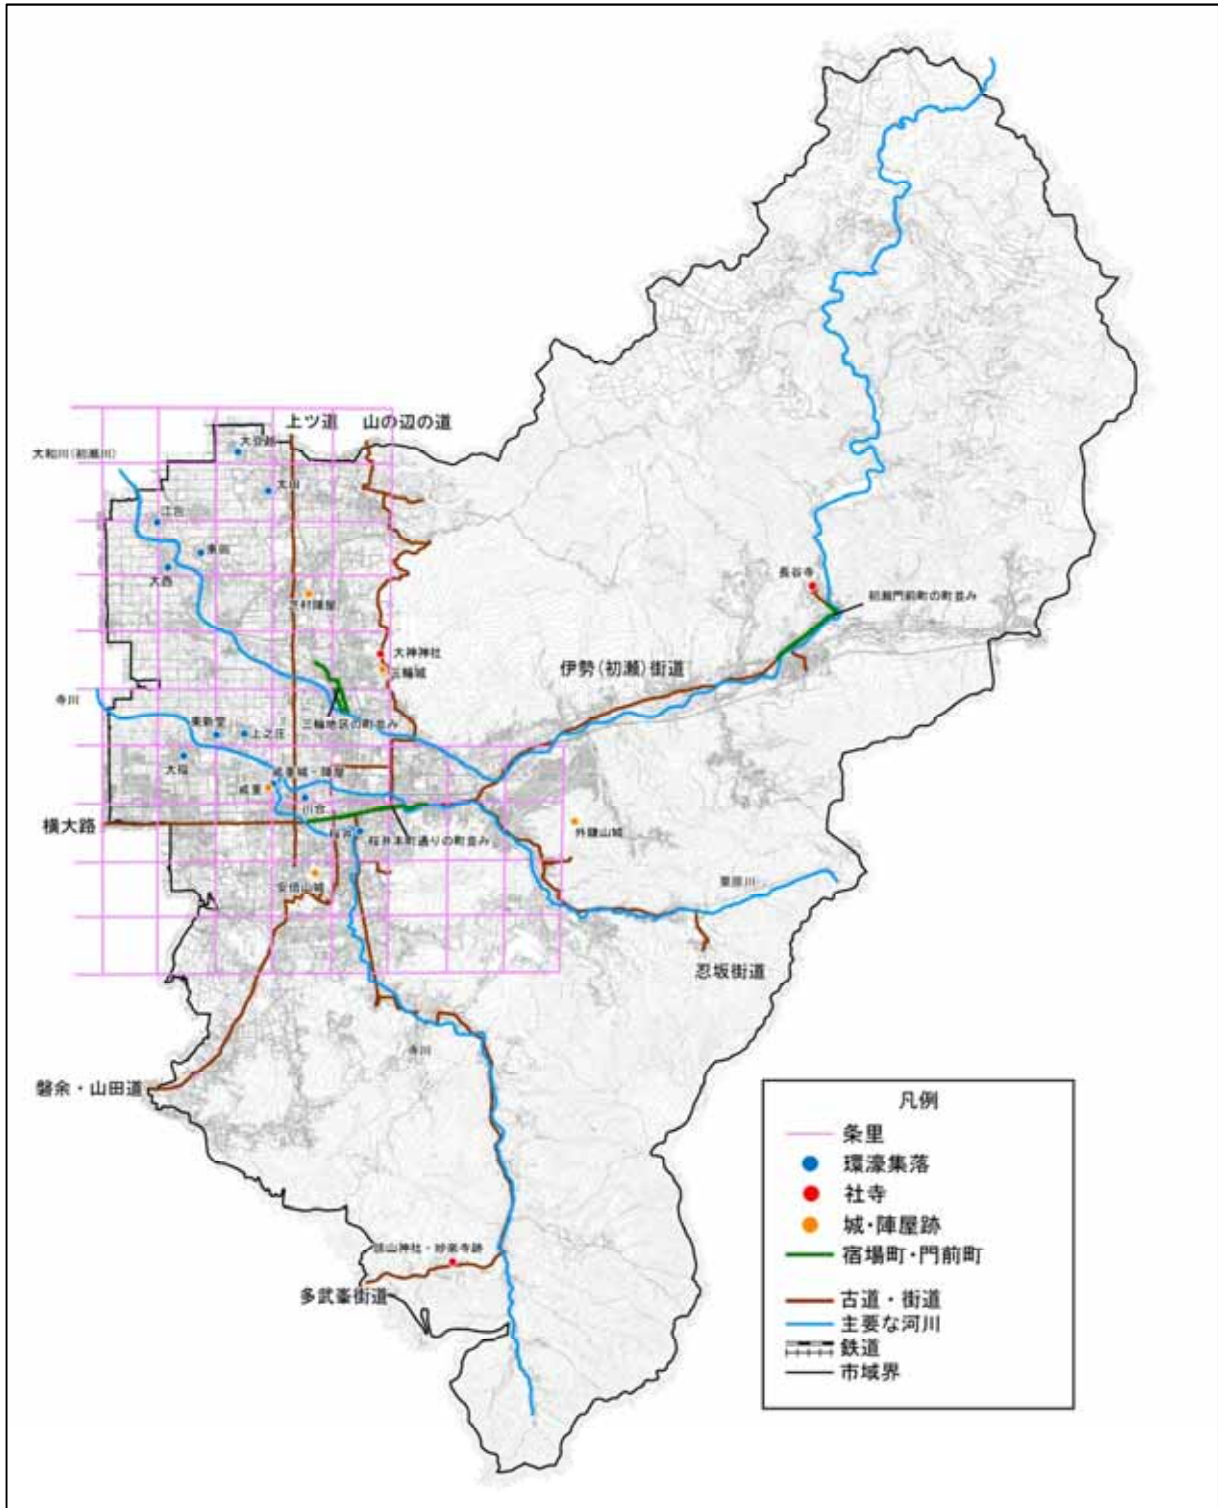 上ツ道
山の辺の道
大和川(初瀬川)
大豆越
太田
江包
東田
大西
芝村陣屋
長谷寺
初瀬門前町の町並み
大神神社
三輪城
伊勢(初瀬)街道
寺川
三輪地区の町並み
東新堂
上之庄
大福
戒重城・陣屋
戒重
川合
横大路
桜井
桜井本町通りの町並み
外鎌山城
安倍山城
粟原川
忍坂街道
寺川
磐余・山田道
談山神社・妙楽寺跡
多武峯街道
凡例
条里
環濠集落
社寺
城・陣屋跡
宿場町・門前町
古道・街道
主要な河川
鉄道
市域界